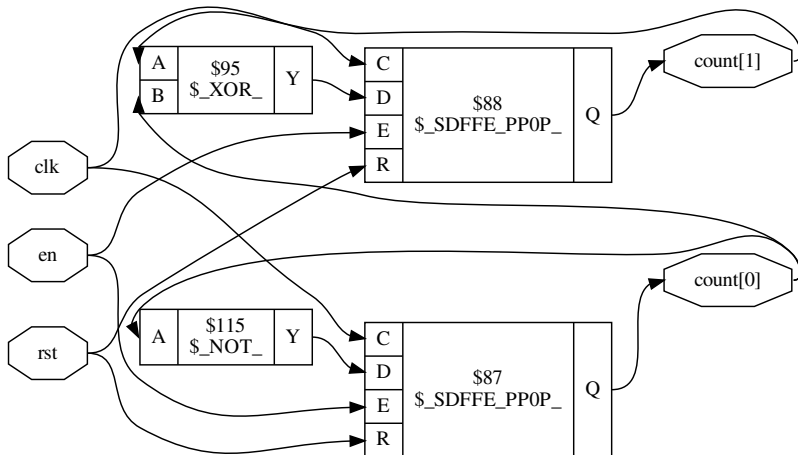 A
B
$95
$_XOR_
Y
C
D
E
R
$88
$_SDFFE_PP0P_
Q
count[1]
clk
en
rst
A
$115
$_NOT_
Y
C
D
E
R
$87
$_SDFFE_PP0P_
Q
count[0]